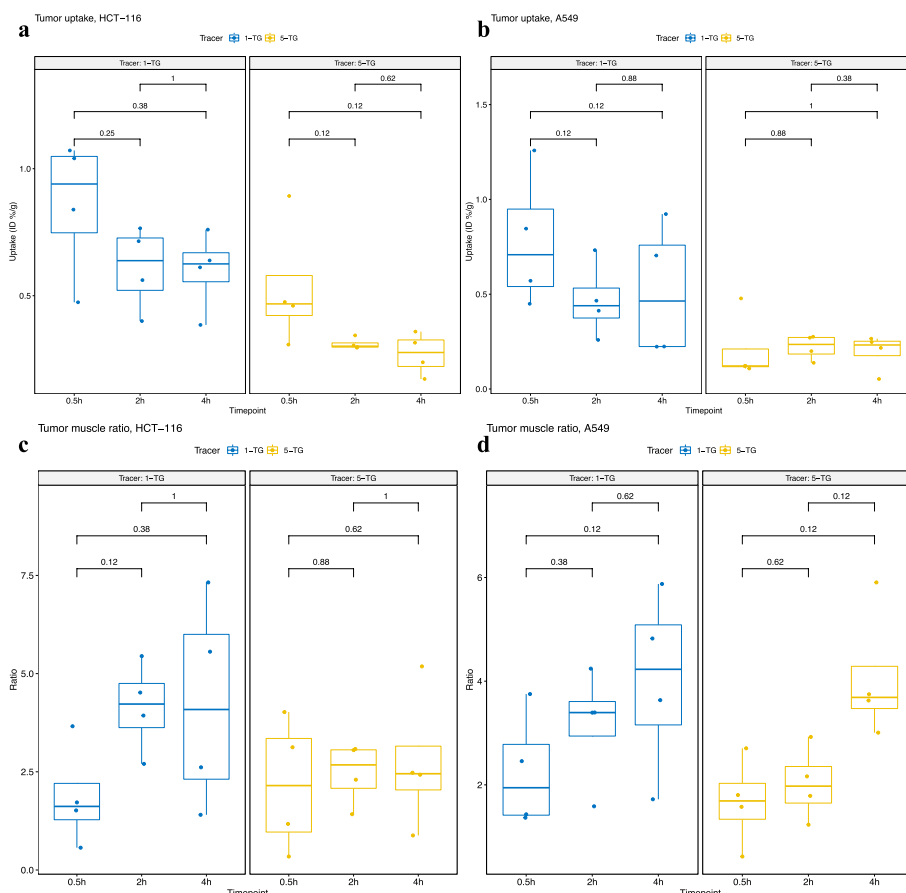 a Tumor uptake, HCT−116
Tracer 1−TG 5−TG
Tracer: 1−TG Tracer: 5−TG
1 0.62
0.38 0.12
0.25 0.12
1.0
0.5
Uptake (ID %/g)
0.5h 2h 4h 0.5h 2h 4h
Timepoint
b Tumor uptake, A549
Tracer 1−TG 5−TG
Tracer: 1−TG Tracer: 5−TG
1.5
0.88 0.38
0.12 1
0.12 0.88
1.0
0.5
0.0
Uptake (ID %/g)
0.5h 2h 4h 0.5h 2h 4h
Timepoint
c Tumor muscle ratio, HCT−116
Tracer 1−TG 5−TG
Tracer: 1−TG Tracer: 5−TG
1 1
0.38 0.62
0.12 0.88
7.5
5.0
2.5
0.0
Ratio
0.5h 2h 4h 0.5h 2h 4h
Timepoint
d Tumor muscle ratio, A549
Tracer 1−TG 5−TG
Tracer: 1−TG Tracer: 5−TG
0.62 0.12
0.12 0.12
0.38 0.62
6
4
2
Ratio
0.5h 2h 4h 0.5h 2h 4h
Timepoint